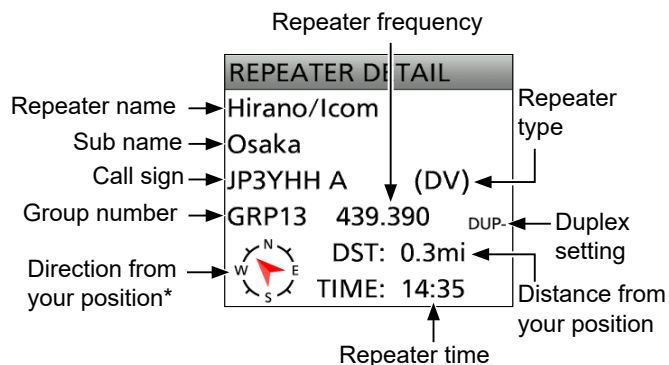 Repeater frequency
REPEATER DETAIL
Repeater name
Hirano/Icom
Repeater
type
Sub name
Osaka
Call sign
JP3YHH A (DV)
Group number
GRP13 439.390 DUP-
Duplex
setting
Direction from
your position*
N
W E
S
DST: 0.3mi
TIME: 14:35
Distance from
your position
Repeater time